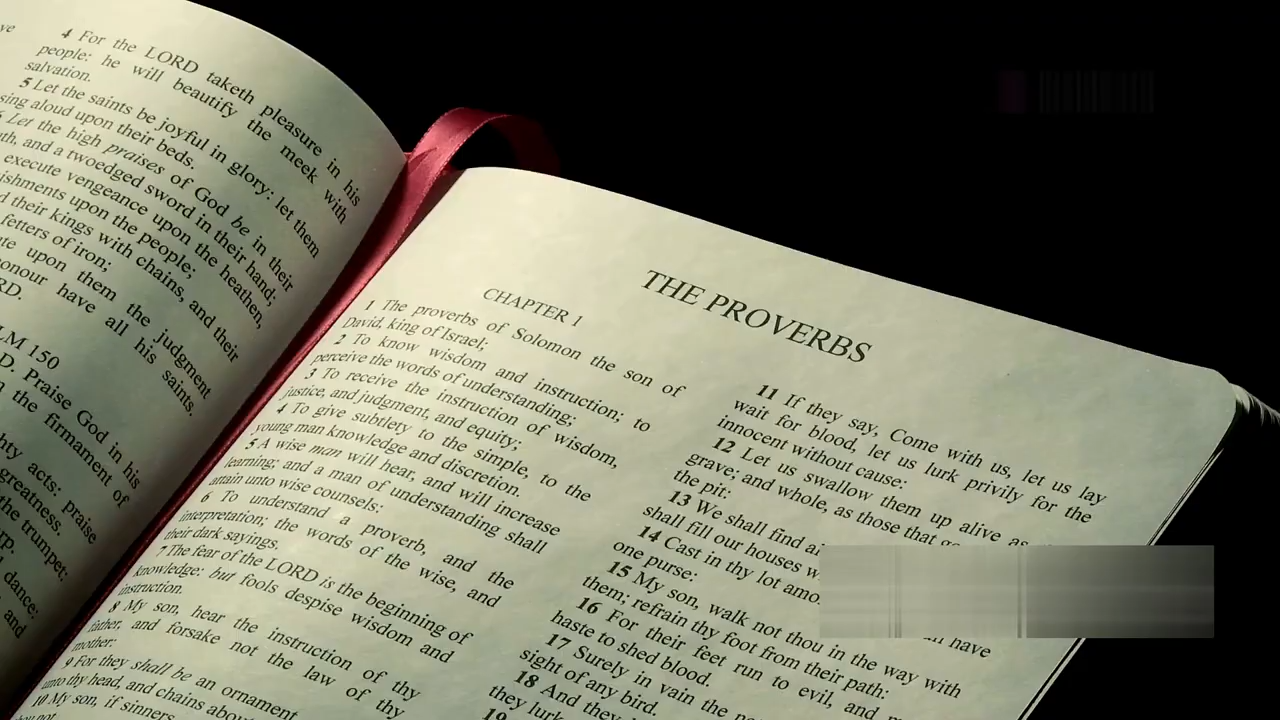 4 For the LORD taketh pleasure in his
people: he will beautify the meek with
salvation.
5 Let the saints be joyful in glory: let them
sing aloud upon their beds.
Let the high praises of God be in their
and a twoedged sword in their hand;
execute vengeance upon the heathen,
upon the people;
their kings with chains, and their
fetters of iron;
upon them the judgment
honour have all his saints.
150
Praise God in his
the firmament of
acts: praise
greatness.
the trumpet:
dance:
and
THE PROVERBS
CHAPTER 1
1 The proverbs of Solomon the son of
David, king of Israel;
2 To know wisdom and instruction; to
perceive the words of understanding;
3 To receive the instruction of wisdom,
justice, and judgment, and equity;
4 To give subtlety to the simple, to the
young man knowledge and discretion.
5 A wise man will hear, and will increase
learning; and a man of understanding shall
attain unto wise counsels:
6 To understand a proverb, and the
interpretation; the words of the wise, and
their dark sayings.
7 The fear of the LORD is the beginning of
knowledge: but fools despise wisdom and
instruction.
8 My son, hear the instruction of thy
father, and forsake not the law of thy
mother:
9 For they shall be an ornament
unto thy head, and chains about
10 My son, if sinners
thou not.
11 If they say, Come with us, let us lay
wait for blood, let us lurk privily for the
innocent without cause:
12 Let us swallow them up alive as
grave; and whole, as those that go
the pit:
13 We shall find
shall fill our houses
14 Cast in thy lot
one purse:
15 My son, walk not thou in the way with
them; refrain thy foot from their path:
16 For their feet run to evil, and
haste to shed blood.
17 Surely in vain the
sight of any bird.
18 And they
they lurk
19
have